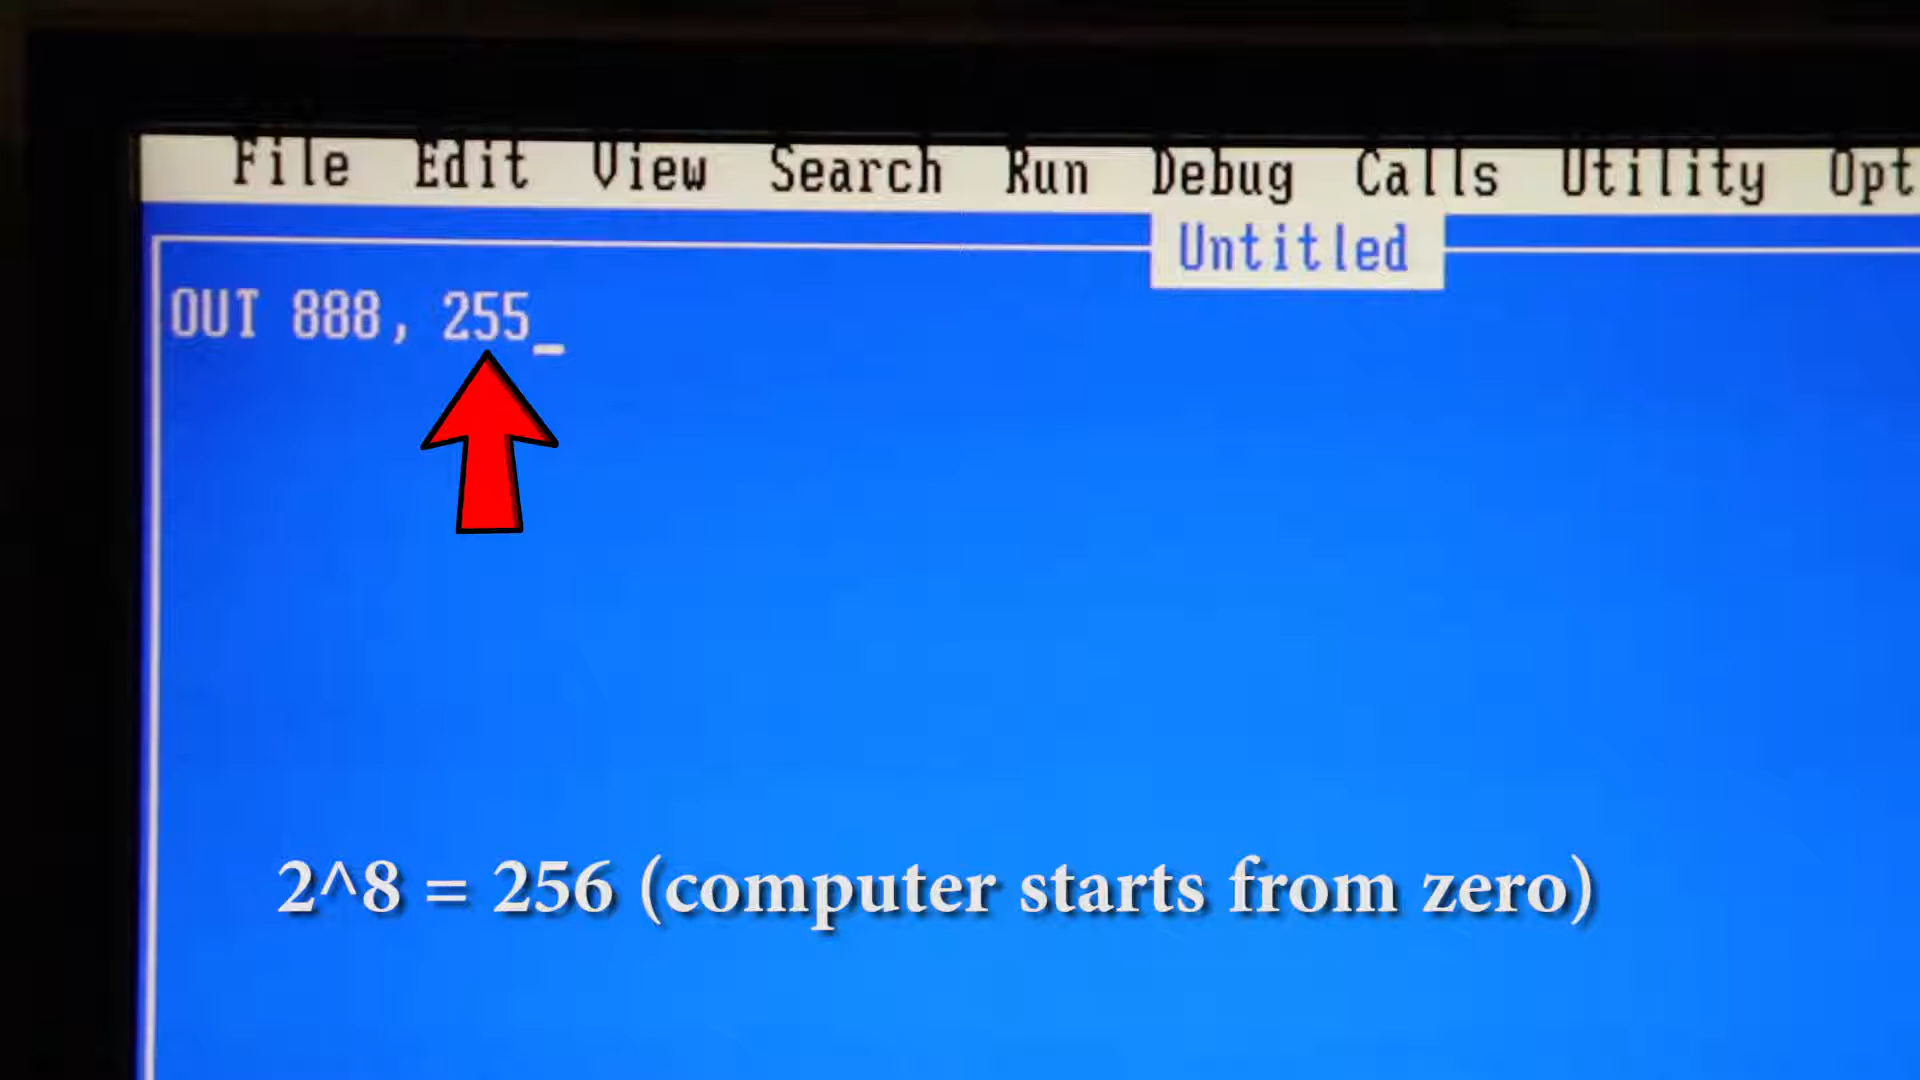 File Edit View Search Run Debug Calls Utility Opt
Untitled
OUT 888, 255_
2^8 = 256 (computer starts from zero)